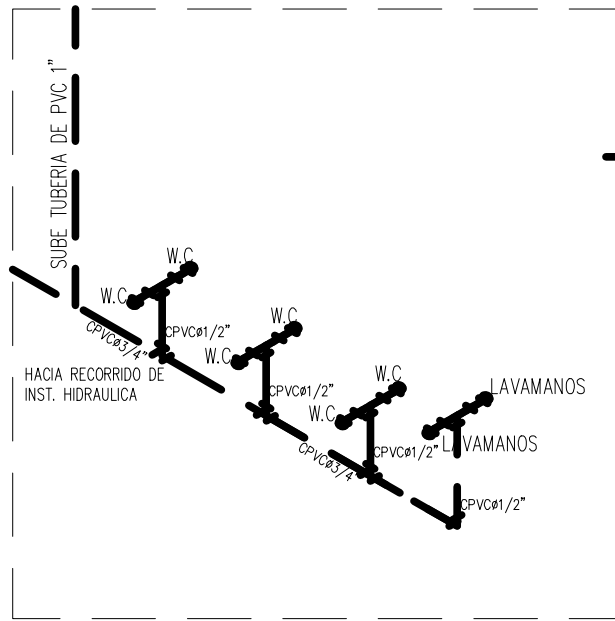 SUBE TUBERIA DE PVC 1"
W.C
W.C
CPVCø3/4"
CPVCø1/2"
W.C
W.C
HACIA RECORRIDO DE
INST. HIDRAULICA
CPVCø1/2"
W.C
W.C
LAVAMANOS
LAVAMANOS
CPVCø3/4"
CPVCø1/2"
CPVCø1/2"